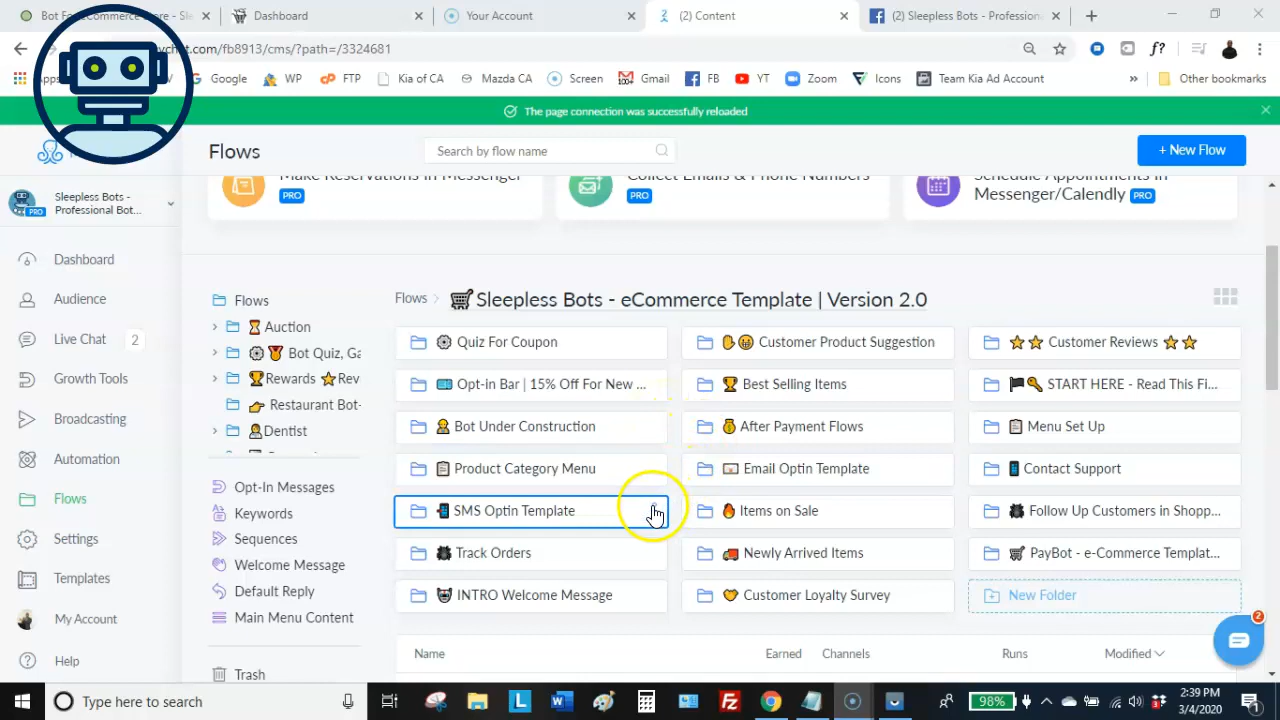 Bot For eCommerce Store - Sle
Dashboard
Your Account
(2) Content
(2) Sleepless Bots - Profession
ychat.com/fb8913/cms/?path=/3324681
f?
Google
WP
FTP
Kia of CA
Mazda CA
Screen
100+
Gmail
FB
YT
Zoom
Icons
Team Kia Ad Account
»
Other bookmarks
The page connection was successfully reloaded
Flows
Search by flow name
+ New Flow
Make Reservations in Messenger
PRO
Collect Emails & Phone Numbers
PRO
Schedule Appointments in
Messenger/Calendly PRO
Sleepless Bots -
Professional Bot...
PRO
Dashboard
Audience
Live Chat 2
Growth Tools
Broadcasting
Automation
Flows
Settings
Templates
My Account
Help
Flows
Auction
Bot Quiz, Ga
Rewards ⭐Rev
Restaurant Bot-
Dentist
Opt-In Messages
Keywords
Sequences
Welcome Message
Default Reply
Main Menu Content
Trash
Flows > Sleepless Bots - eCommerce Template | Version 2.0
Quiz For Coupon
Customer Product Suggestion
Customer Reviews
Opt-in Bar | 15% Off For New ...
Best Selling Items
START HERE - Read This Fi...
Bot Under Construction
After Payment Flows
Menu Set Up
Product Category Menu
Email Optin Template
Contact Support
SMS Optin Template
Items on Sale
Follow Up Customers in Shopp...
Track Orders
Newly Arrived Items
PayBot - e-Commerce Templat...
INTRO Welcome Message
Customer Loyalty Survey
New Folder
Name
Earned
Channels
Runs
Modified
2
Type here to search
98%
2:39 PM
3/4/2020
1